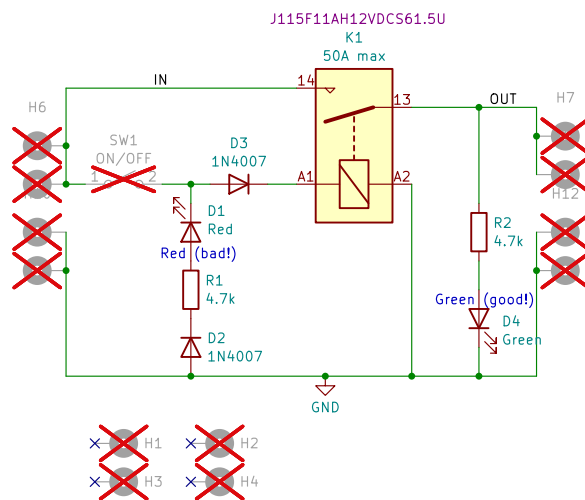 J115F11AH12VDCS61.5U
K1
50A max
14
IN
13
OUT
H6
H7
SW1
ON/OFF
1
2
D3
1N4007
A1
A2
H12
D1
Red
Red (bad!)
R2
4.7k
R1
4.7k
Green (good!)
D4
Green
D2
1N4007
GND
H1
H2
H3
H4